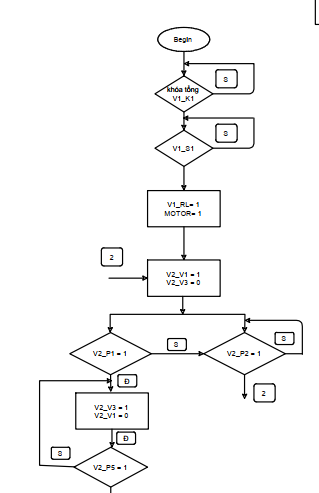 Begin
S
khóa tổng
V1_K1
S
V1_S1
V1_RL= 1
MOTOR= 1
2
V2_V1 = 1
V2_V3 = 0
V2_P1 = 1
S
V2_P2 = 1
S
Đ
2
V2_V3 = 1
V2_V1 = 0
Đ
S
V2_P5 = 1